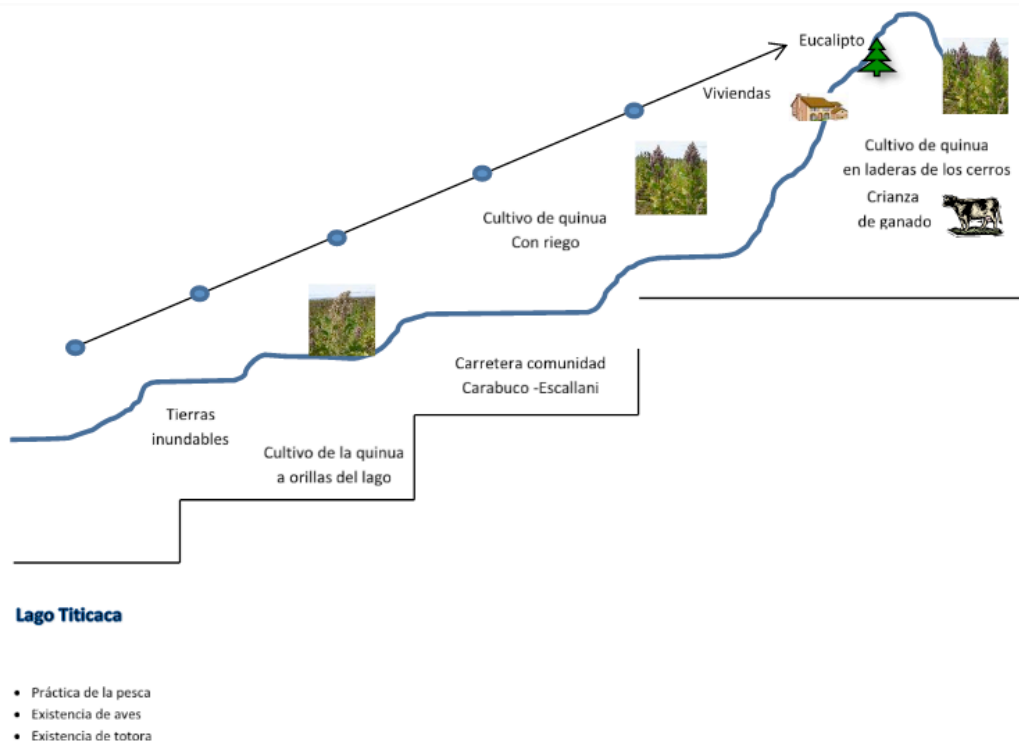 Eucalipto
Viviendas
Cultivo de quinua
en laderas de los cerros
Crianza
de ganado
Cultivo de quinua
Con riego
Carretera comunidad
Carabuco -Escallani
Tierras
inundables
Cultivo de la quinua
a orillas del lago
Lago Titicaca
• Práctica de la pesca
• Existencia de aves
• Existencia de totora